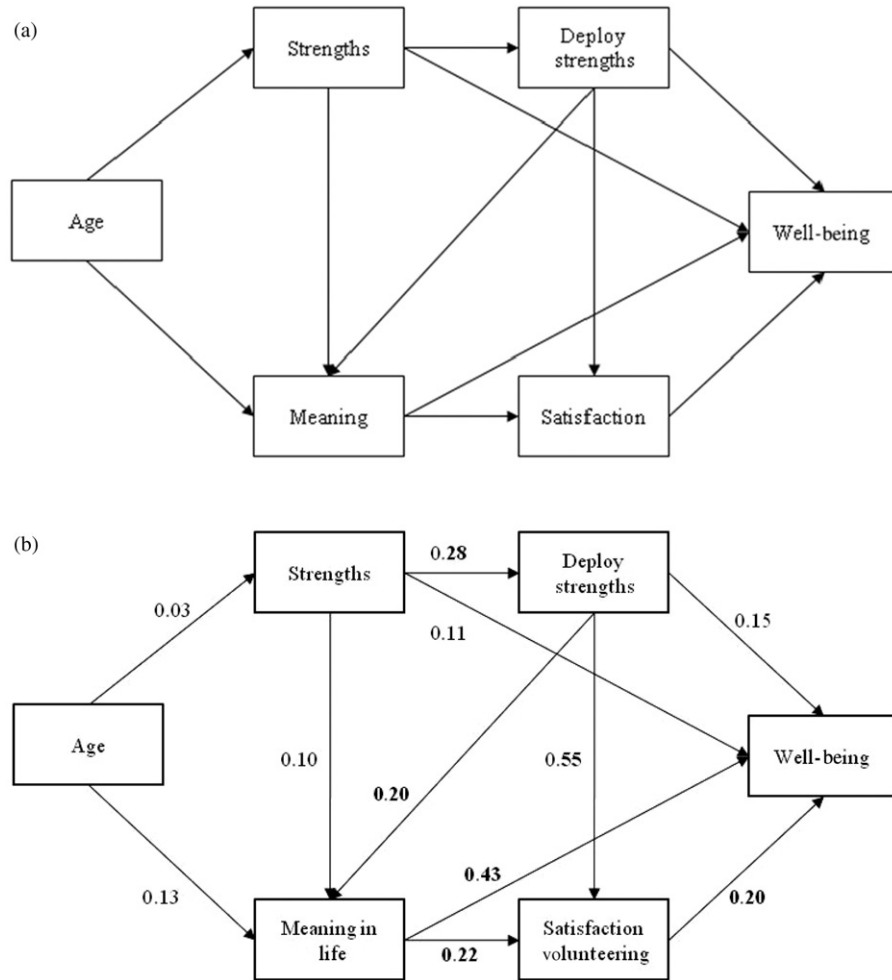 (a)
Strengths
Deploy
strengths
Age
Well-being
Meaning
Satisfaction
(b)
Strengths
0.28
Deploy
strengths
0.03
0.11
0.15
Age
0.10
0.55
Well-being
0.20
0.43
0.13
0.20
Meaning in
life
0.22
Satisfaction
volunteering